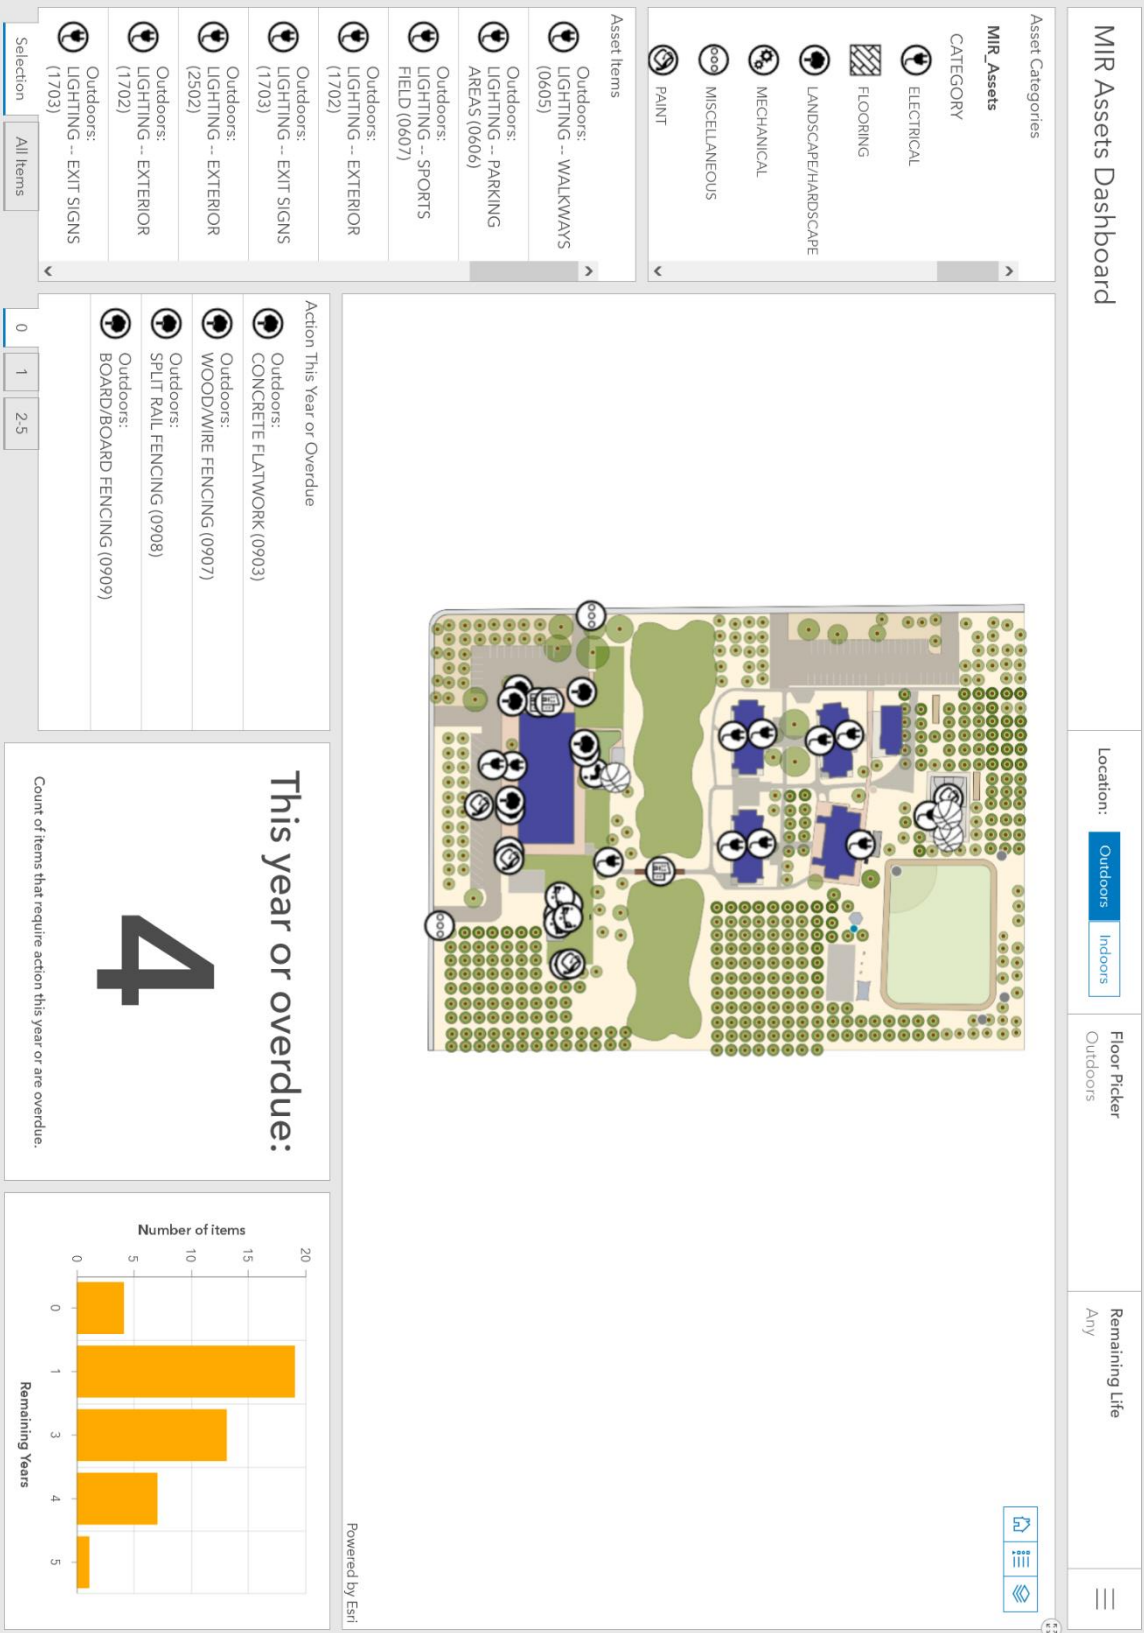 MIR Assets Dashboard
Location:
Outdoors
Indoors
Floor Picker
Outdoors
Remaining Life
Any
Asset Categories
MIR_Assets
CATEGORY
ELECTRICAL
FLOORING
LANDSCAPE/HARDSCAPE
MECHANICAL
MISCELLANEOUS
PAINT
Asset Items
Outdoors:
LIGHTING -- WALKWAYS
(0605)
Outdoors:
LIGHTING -- PARKING
AREAS (0606)
Outdoors:
LIGHTING -- SPORTS
FIELD (0607)
Outdoors:
LIGHTING -- EXTERIOR
(1702)
Outdoors:
LIGHTING -- EXIT SIGNS
(1703)
Outdoors:
LIGHTING -- EXTERIOR
(2502)
Outdoors:
LIGHTING -- EXTERIOR
(1702)
Outdoors:
LIGHTING -- EXIT SIGNS
(1703)
Selection
All Items
Powered by Esri
Action This Year or Overdue
Outdoors:
CONCRETE FLATWORK (0903)
Outdoors:
WOOD/WIRE FENCING (0907)
Outdoors:
SPLIT RAIL FENCING (0908)
Outdoors:
BOARD/BOARD FENCING (0909)
0
1
2-5
This year or overdue:
4
Count of items that require action this year or are overdue.
Number of items
20
15
10
5
0
0 1 3 4 5
Remaining Years